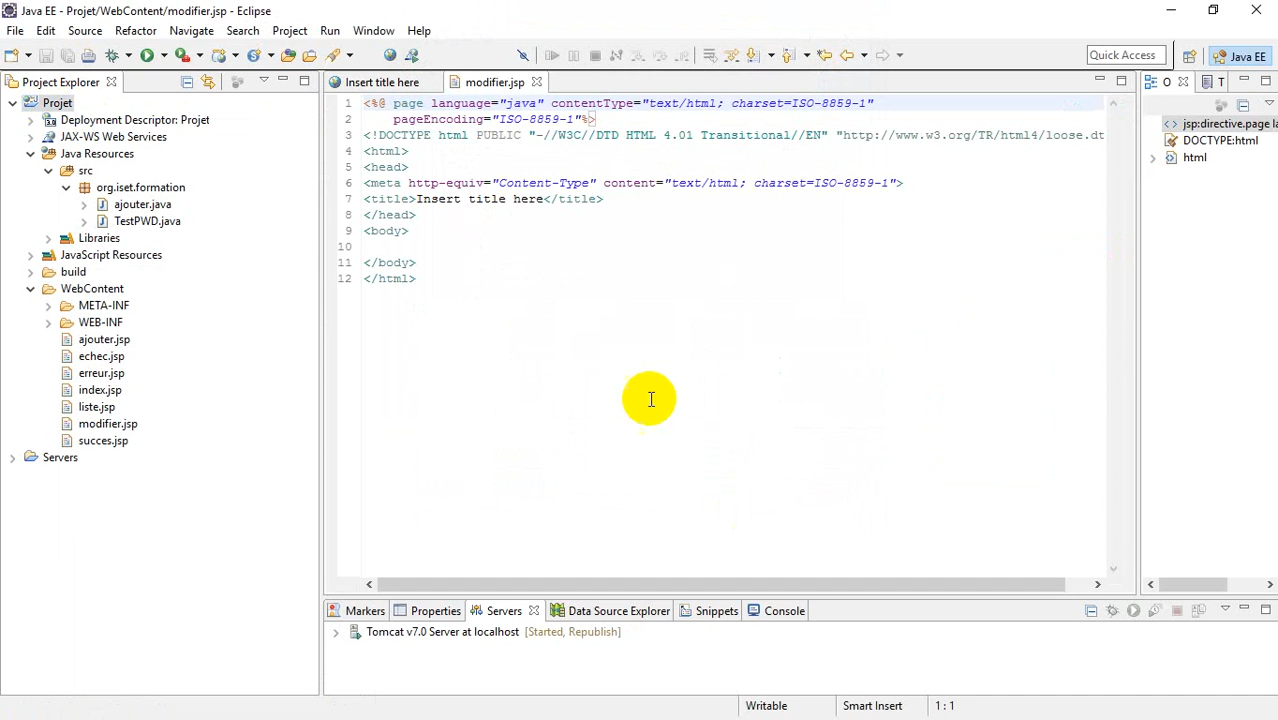 Java EE - Projet/WebContent/modifier.jsp - Eclipse
File Edit Source Refactor Navigate Search Project Run Window Help
Quick Access
Java EE
Project Explorer
Insert title here
modifier.jsp
O
T
Projet
Deployment Descriptor: Projet
JAX-WS Web Services
Java Resources
src
org.iset.formation
ajouter.java
TestPWD.java
Libraries
JavaScript Resources
build
WebContent
META-INF
WEB-INF
ajouter.jsp
echec.jsp
erreur.jsp
index.jsp
liste.jsp
modifier.jsp
succes.jsp
Servers
1 <%@ page language="java" contentType="text/html; charset=ISO-8859-1"
2 pageEncoding="ISO-8859-1"%>
3 <!DOCTYPE html PUBLIC "-//W3C//DTD HTML 4.01 Transitional//EN" "http://www.w3.org/TR/html4/loose.dt
4 <html>
5 <head>
6 <meta http-equiv="Content-Type" content="text/html; charset=ISO-8859-1">
7 <title>Insert title here</title>
8 </head>
9 <body>
10
11 </body>
12 </html>
jsp:directive.page la
DOCTYPE:html
html
Markers Properties Servers Data Source Explorer Snippets Console
Tomcat v7.0 Server at localhost [Started, Republish]
Writable Smart Insert 1 : 1